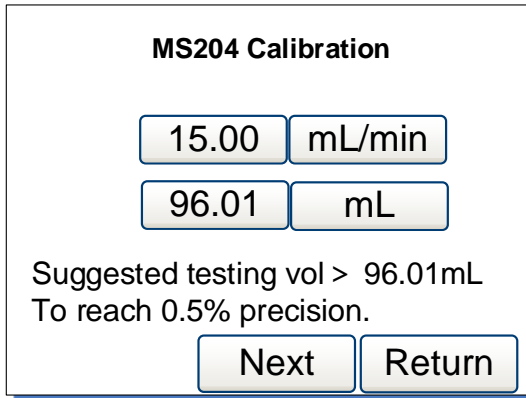 MS204 Calibration
15.00 mL/min
96.01 mL
Suggested testing vol > 96.01mL
To reach 0.5% precision.
Next Return